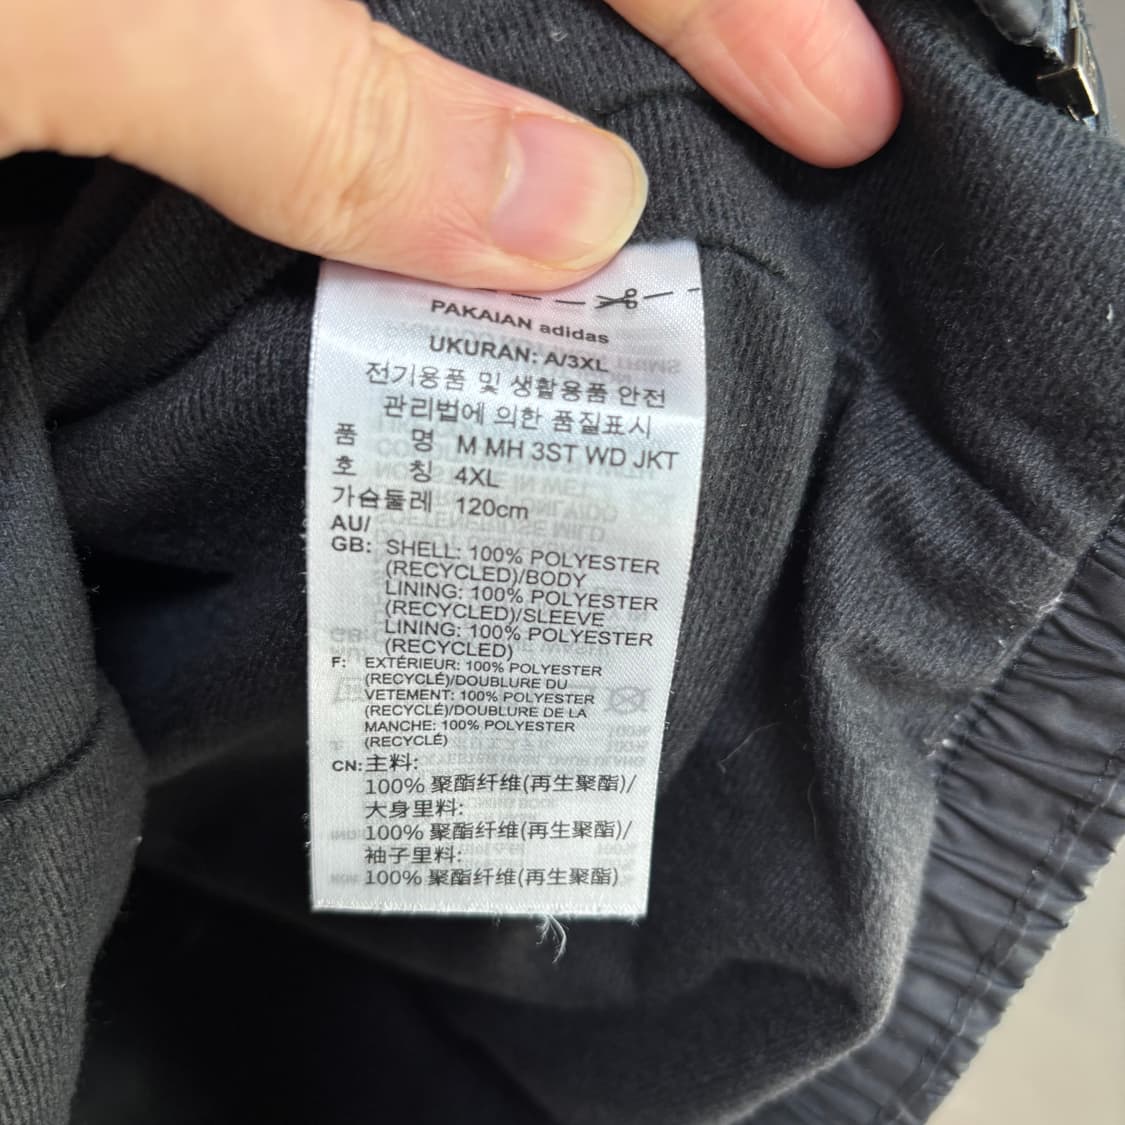 PAKAIAN adidas
UKURAN: A/3XL
전기용품 및 생활용품 안전
관리법에 의한 품질표시
품 명 M MH 3ST WD JKT
호 칭 4XL
가슴둘레 120cm
AU/
GB: SHELL: 100% POLYESTER
(RECYCLED)/BODY
LINING: 100% POLYESTER
(RECYCLED)/SLEEVE
LINING: 100% POLYESTER
(RECYCLED)
F: EXTÉRIEUR: 100% POLYESTER
(RECYCLÉ)/DOUBLURE DU
VETEMENT: 100% POLYESTER
(RECYCLÉ)/DOUBLURE DE LA
MANCHE: 100% POLYESTER
(RECYCLÉ)
CN: 主料:
100% 聚酯纤维(再生聚酯)/
大身里料:
100% 聚酯纤维(再生聚酯)/
袖子里料:
100% 聚酯纤维(再生聚酯)